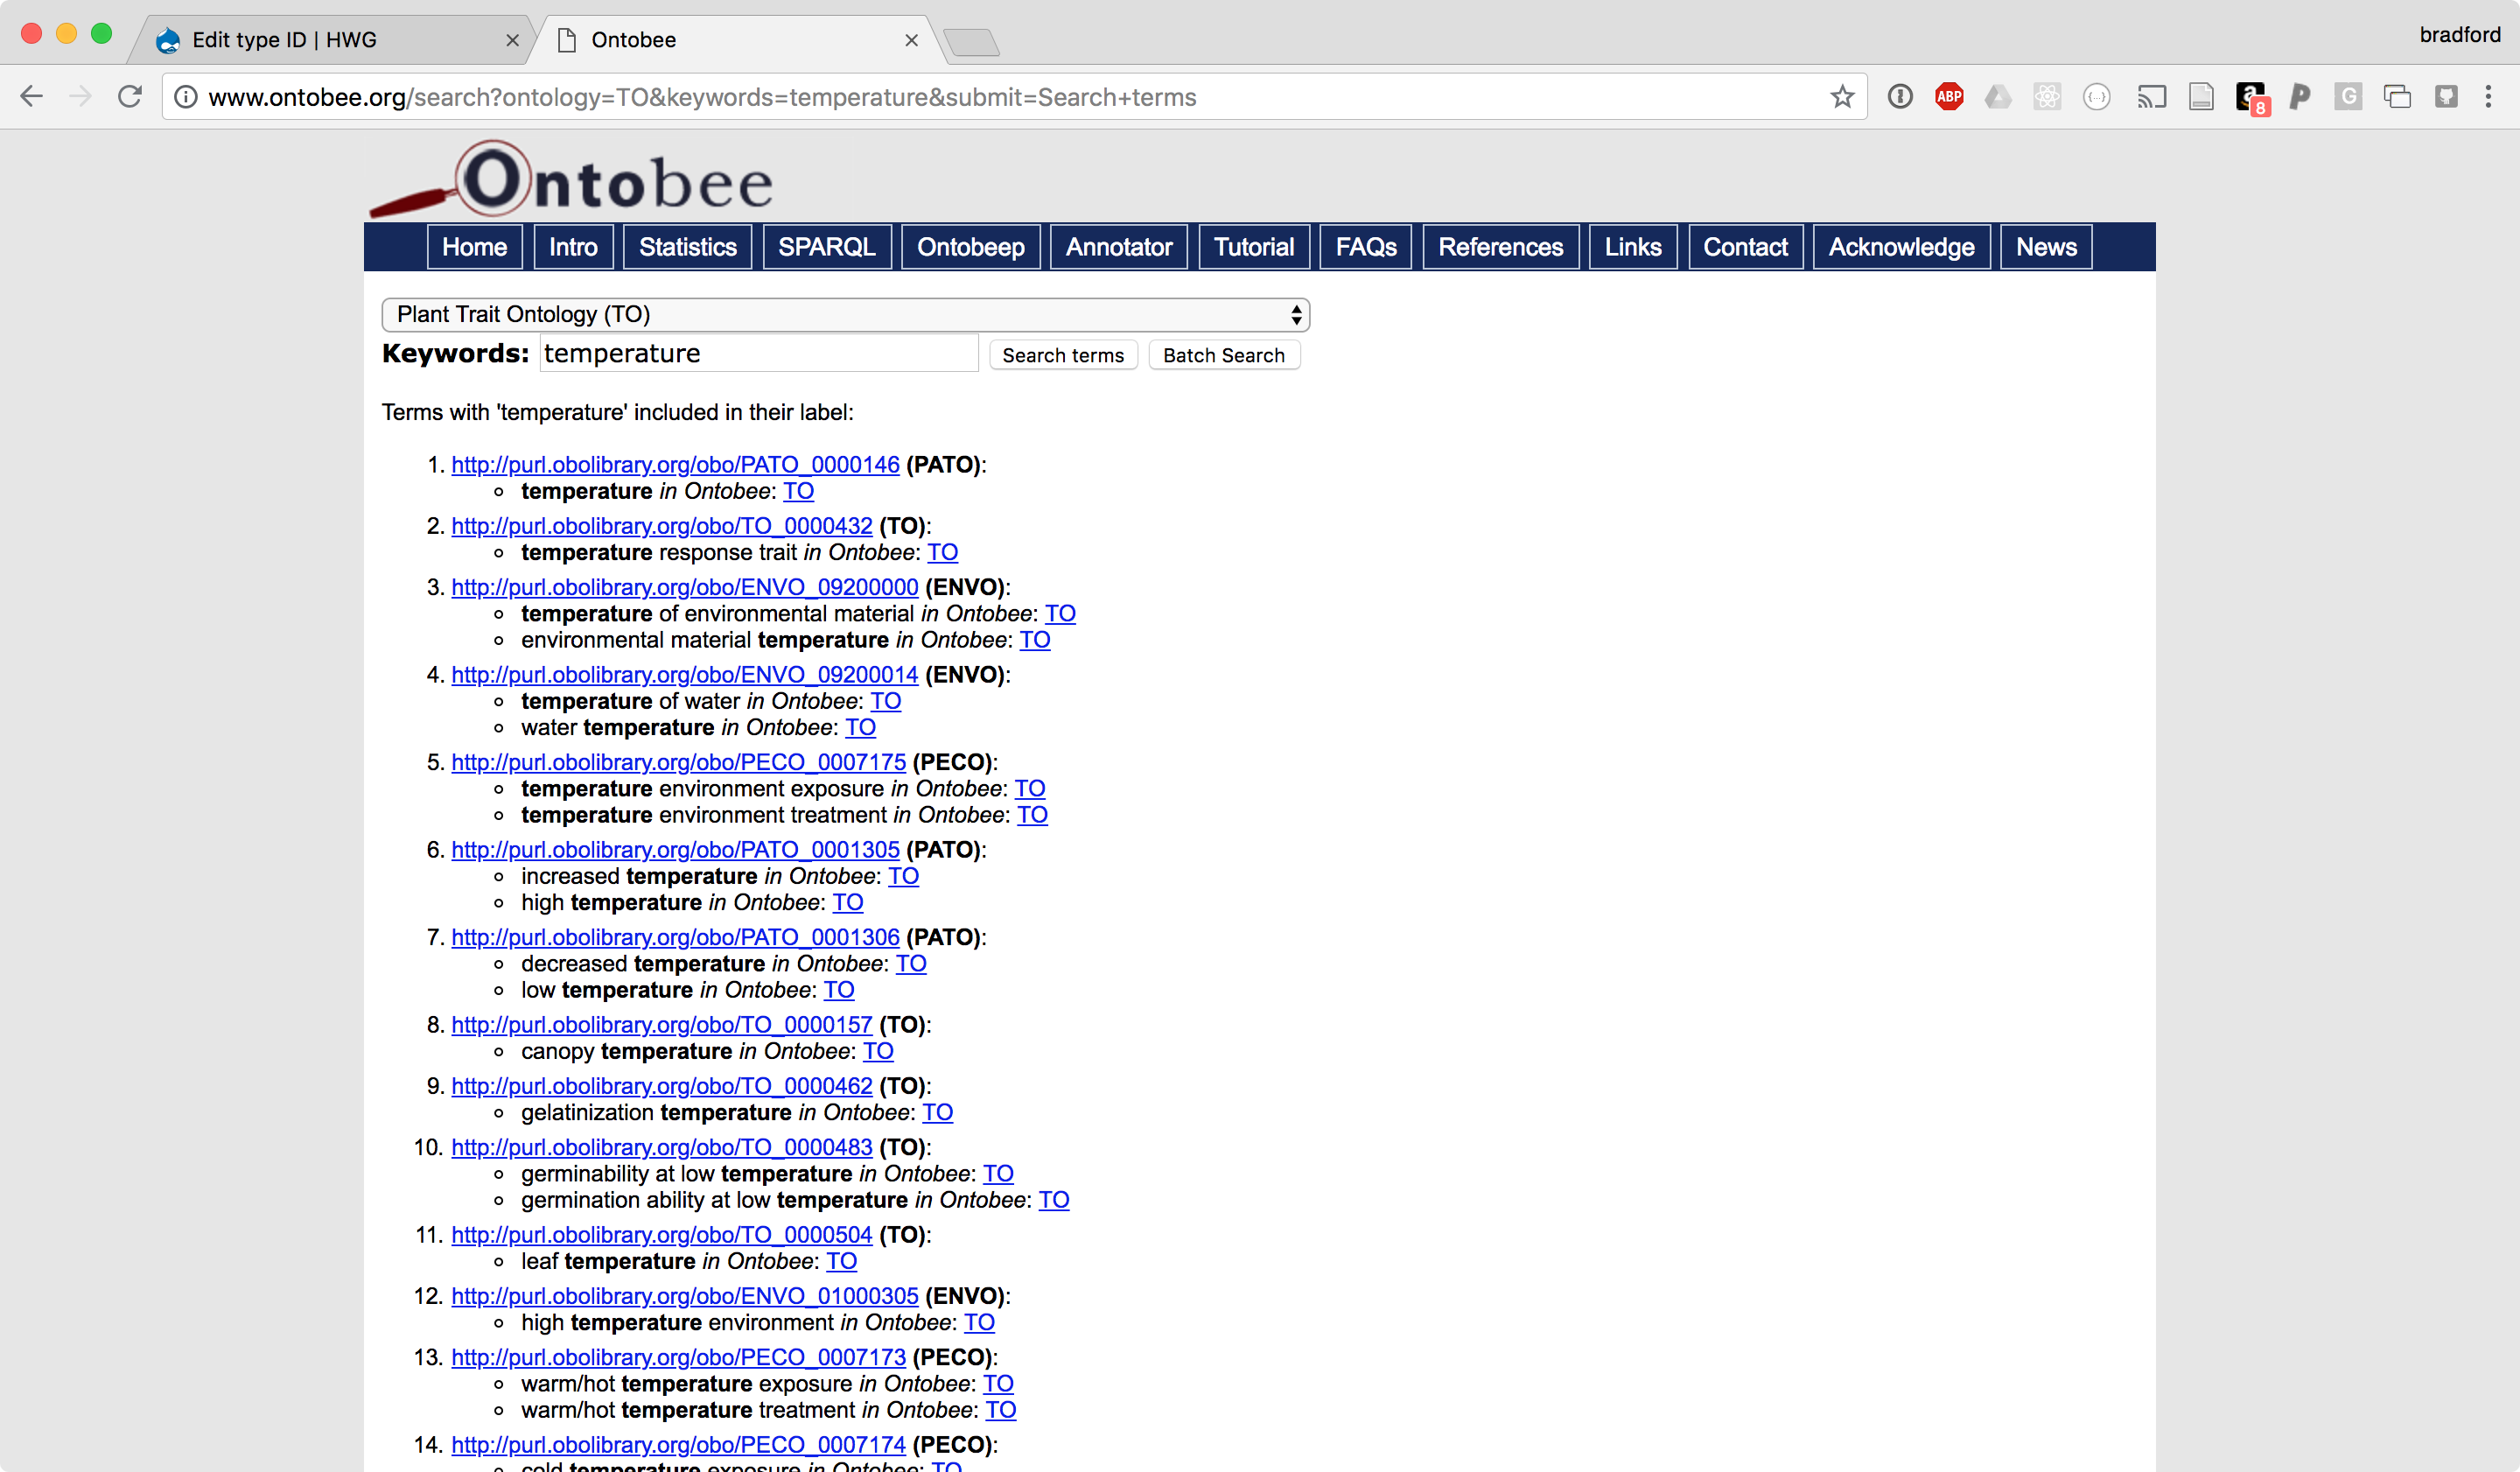 Edit type ID | HWG
Ontobee
bradford
www.ontobee.org/search?ontology=TO&keywords=temperature&submit=Search+terms
ABP
8
G
Ontobee
Home Intro Statistics SPARQL Ontobeep Annotator Tutorial FAQs References Links Contact Acknowledge News
Plant Trait Ontology (TO)
Keywords: temperature Search terms Batch Search
Terms with 'temperature' included in their label:
1. http://purl.obolibrary.org/obo/PATO_0000146 (PATO):
temperature in Ontobee: TO
2. http://purl.obolibrary.org/obo/TO_0000432 (TO):
temperature response trait in Ontobee: TO
3. http://purl.obolibrary.org/obo/ENVO_09200000 (ENVO):
temperature of environmental material in Ontobee: TO
environmental material temperature in Ontobee: TO
4. http://purl.obolibrary.org/obo/ENVO_09200014 (ENVO):
temperature of water in Ontobee: TO
water temperature in Ontobee: TO
5. http://purl.obolibrary.org/obo/PECO_0007175 (PECO):
temperature environment exposure in Ontobee: TO
temperature environment treatment in Ontobee: TO
6. http://purl.obolibrary.org/obo/PATO_0001305 (PATO):
increased temperature in Ontobee: TO
high temperature in Ontobee: TO
7. http://purl.obolibrary.org/obo/PATO_0001306 (PATO):
decreased temperature in Ontobee: TO
low temperature in Ontobee: TO
8. http://purl.obolibrary.org/obo/TO_0000157 (TO):
canopy temperature in Ontobee: TO
9. http://purl.obolibrary.org/obo/TO_0000462 (TO):
gelatinization temperature in Ontobee: TO
10. http://purl.obolibrary.org/obo/TO_0000483 (TO):
germinability at low temperature in Ontobee: TO
germination ability at low temperature in Ontobee: TO
11. http://purl.obolibrary.org/obo/TO_0000504 (TO):
leaf temperature in Ontobee: TO
12. http://purl.obolibrary.org/obo/ENVO_01000305 (ENVO):
high temperature environment in Ontobee: TO
13. http://purl.obolibrary.org/obo/PECO_0007173 (PECO):
warm/hot temperature exposure in Ontobee: TO
warm/hot temperature treatment in Ontobee: TO
14. http://purl.obolibrary.org/obo/PECO_0007174 (PECO):
cold temperature exposure in Ontobee: TO